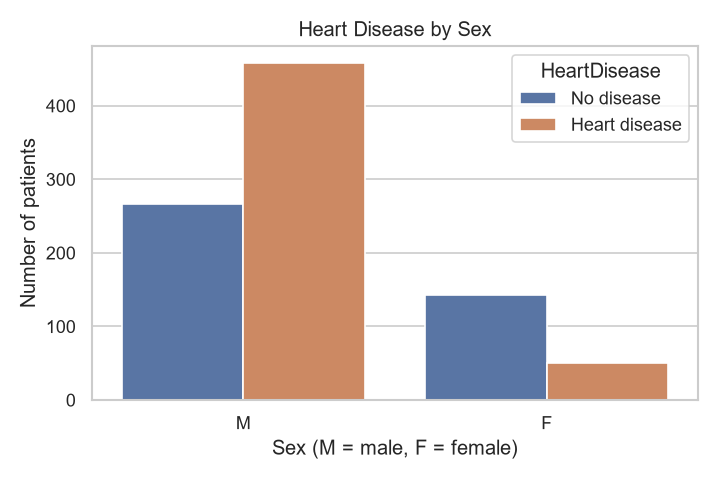 Heart Disease by Sex
HeartDisease
No disease
Heart disease
Number of patients
400
300
200
100
0
M
F
Sex (M = male, F = female)